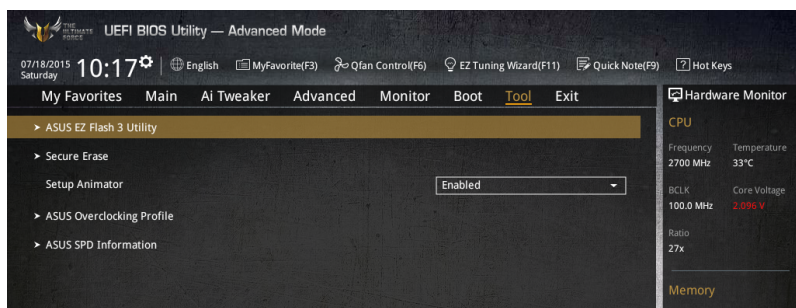 THE ULTIMATE FORCE UEFI BIOS Utility — Advanced Mode
07/18/2015 Saturday 10:17 English MyFavorite(F3) Qfan Control(F6) EZ Tuning Wizard(F11) Quick Note(F9) ? Hot Keys
My Favorites Main Ai Tweaker Advanced Monitor Boot Tool Exit
Hardware Monitor
> ASUS EZ Flash 3 Utility
> Secure Erase
Setup Animator Enabled
> ASUS Overclocking Profile
> ASUS SPD Information
CPU
Frequency Temperature
2700 MHz 33°C
BCLK Core Voltage
100.0 MHz 2.096 V
Ratio
27x
Memory